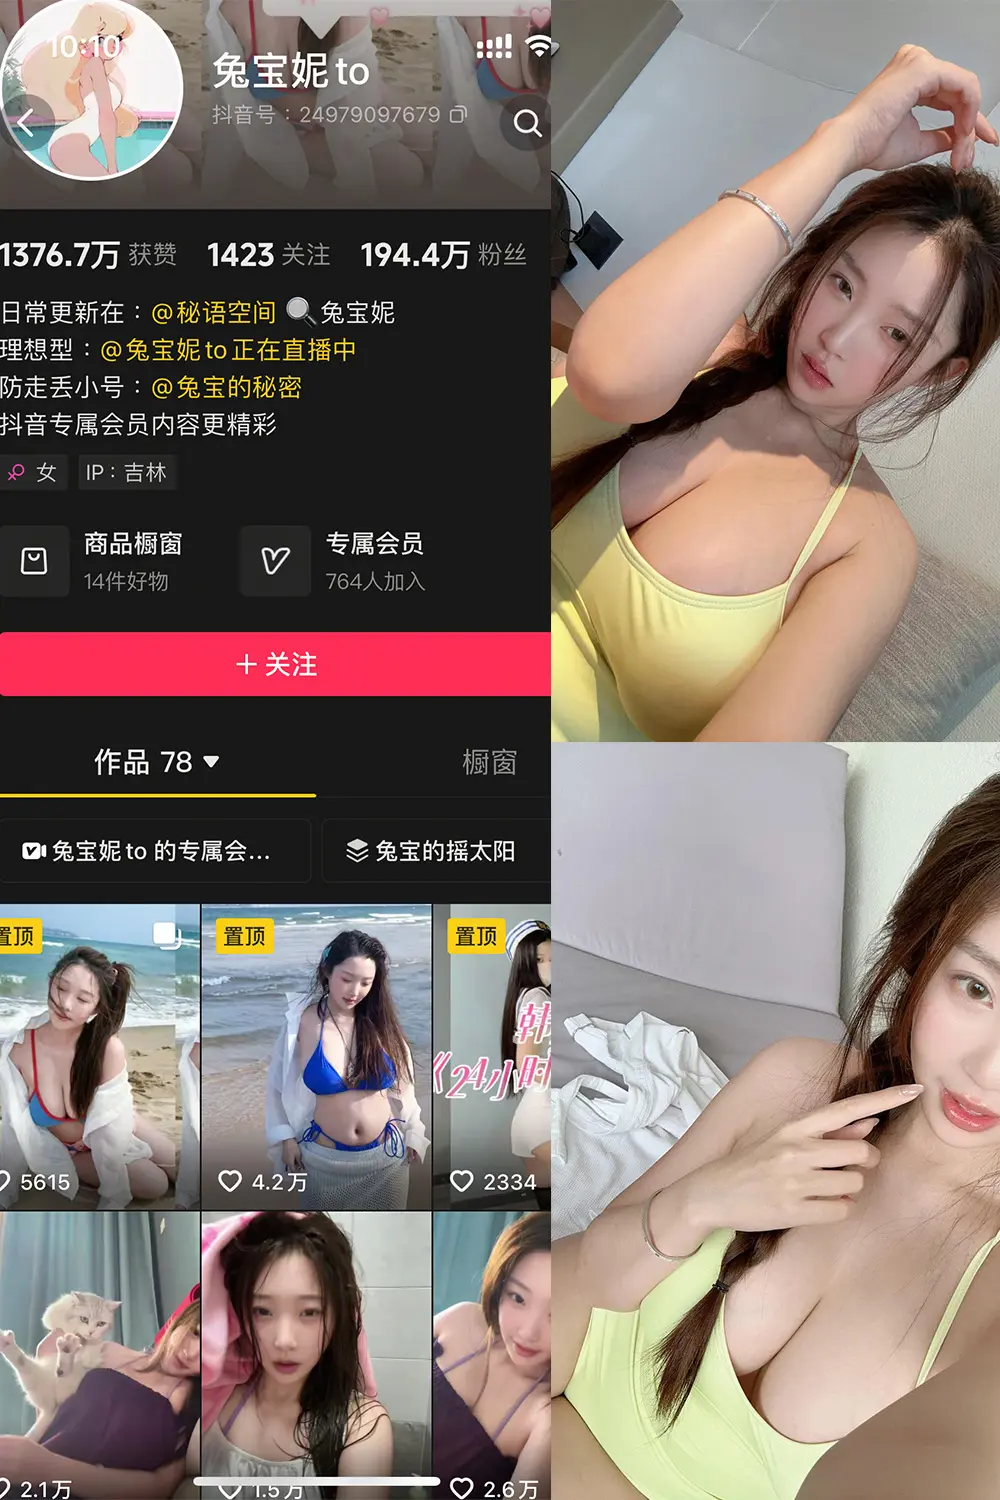 10:10
兔宝妮to
抖音号：24979097679
1376.7万 获赞 1423 关注 194.4万 粉丝
日常更新在：@秘语空间 🔍兔宝妮
理想型：@兔宝妮to正在直播中
防走丢小号：@兔宝的秘密
抖音专属会员内容更精彩
女 IP：吉林
商品橱窗 专属会员
14件好物 764人加入
＋关注
作品 78 橱窗
兔宝妮to 的专属会... 兔宝的摇太阳
置顶 置顶 置顶
韩
《24小时
5615 4.2万 2334
2.1万 1.5万 2.6万